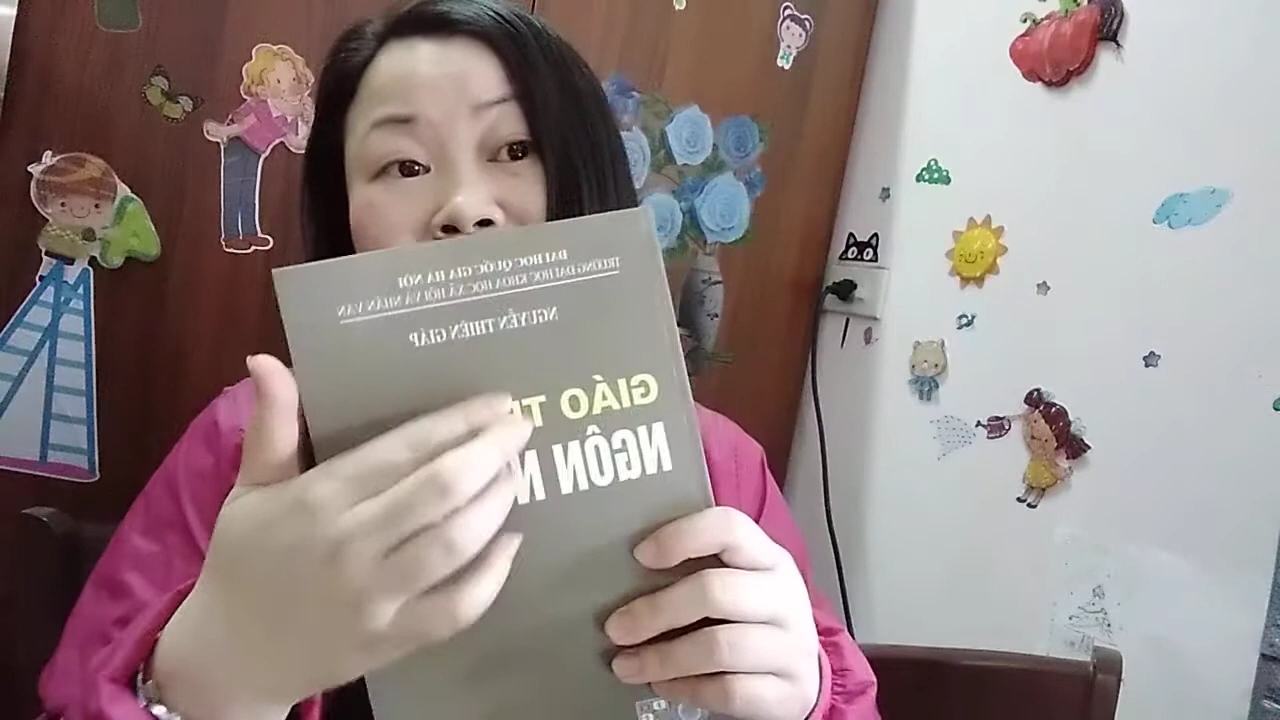 ĐẠI HỌC QUỐC GIA HÀ NỘI
TRƯỜNG ĐẠI HỌC KHOA HỌC XÃ HỘI VÀ NHÂN VĂN
NGUYỄN THIỆN GIÁP
GIÁO T
NGÔN N